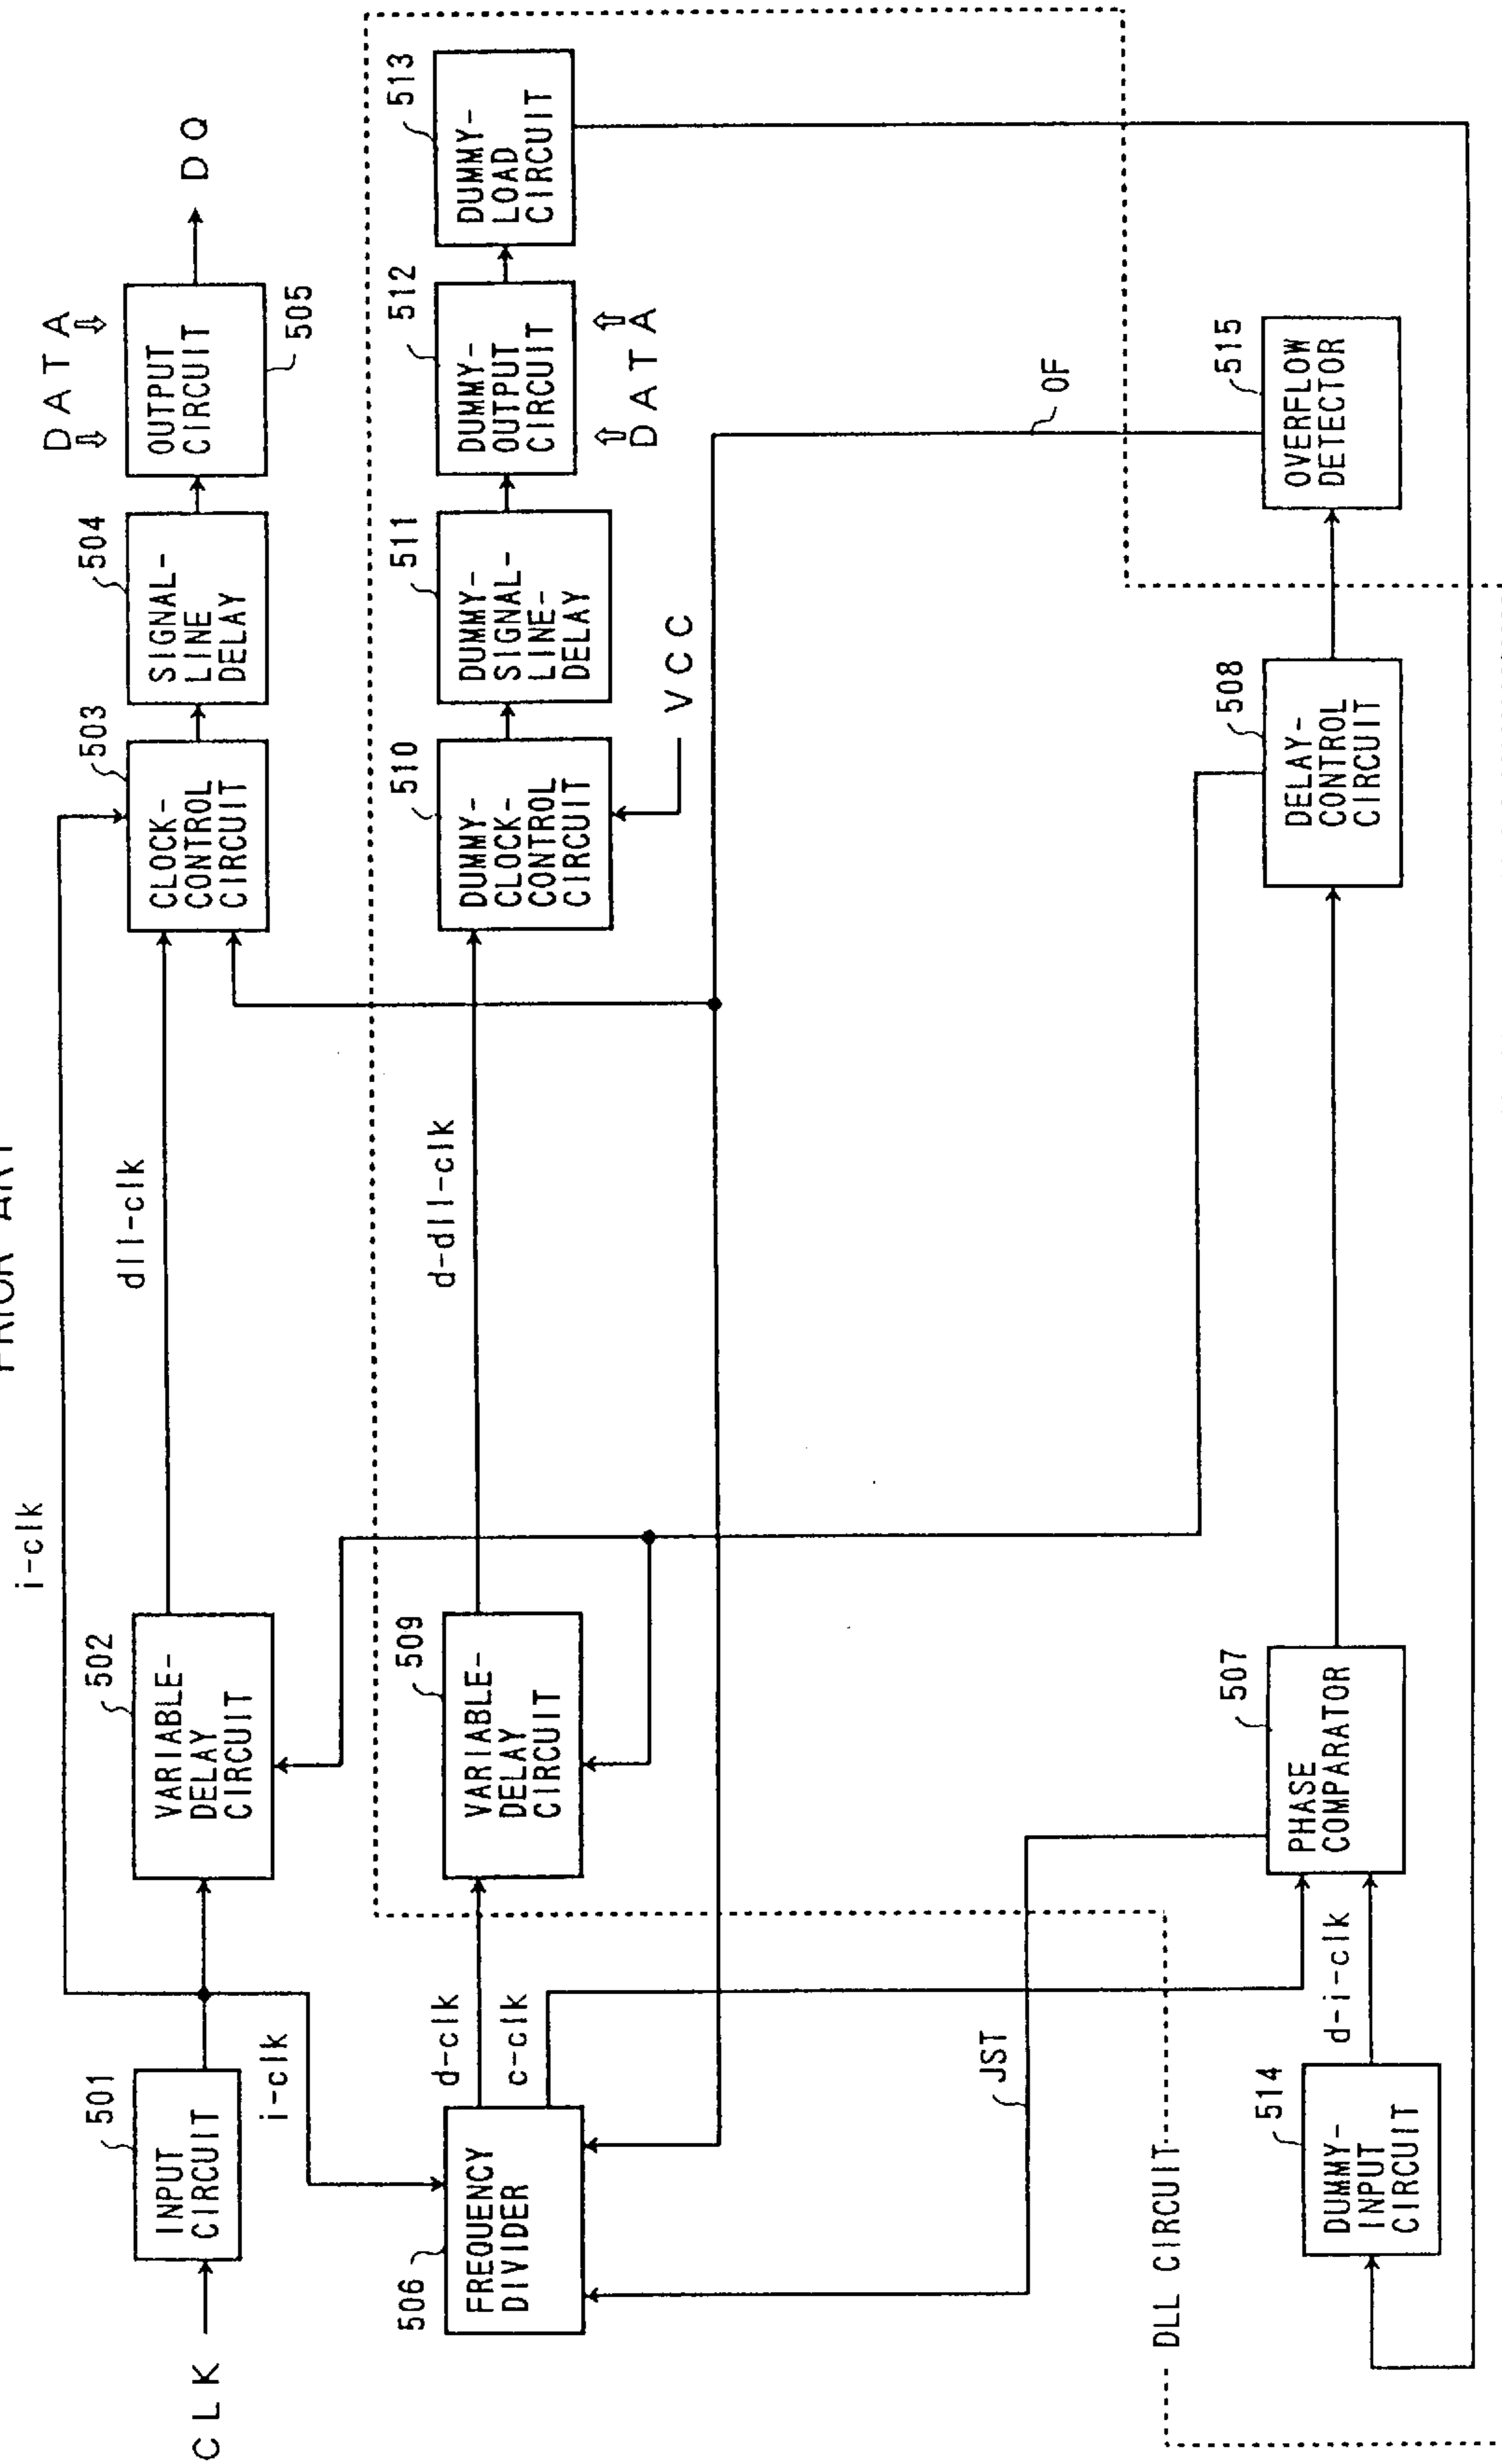 PRIOR ART
i-clk
CLK
501
INPUT
CIRCUIT
i-clk
502
VARIABLE-
DELAY
CIRCUIT
dll-clk
503
CLOCK-
CONTROL
CIRCUIT
504
SIGNAL-
LINE
DELAY
DATA
OUTPUT
CIRCUIT
505
DQ
506
FREQUENCY
DIVIDER
d-clk
c-clk
509
VARIABLE-
DELAY
CIRCUIT
d-dll-clk
510
DUMMY-
CLOCK-
CONTROL
CIRCUIT
VCC
511
DUMMY-
SIGNAL-
LINE-
DELAY
512
DUMMY-
OUTPUT
CIRCUIT
DATA
513
DUMMY-
LOAD
CIRCUIT
JST
OF
DLL CIRCUIT
514
DUMMY-
INPUT
CIRCUIT
d-i-clk
507
PHASE
COMPARATOR
508
DELAY-
CONTROL
CIRCUIT
515
OVERFLOW
DETECTOR